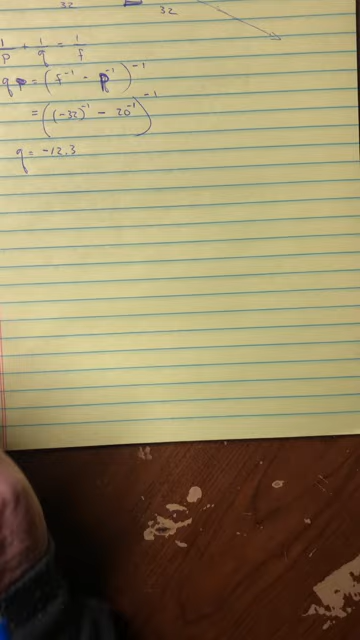 32 32
1/p + 1/q = 1/f
q = (f⁻¹ - p⁻¹)⁻¹
= ((-32)⁻¹ - 20⁻¹)⁻¹
q = -12.3